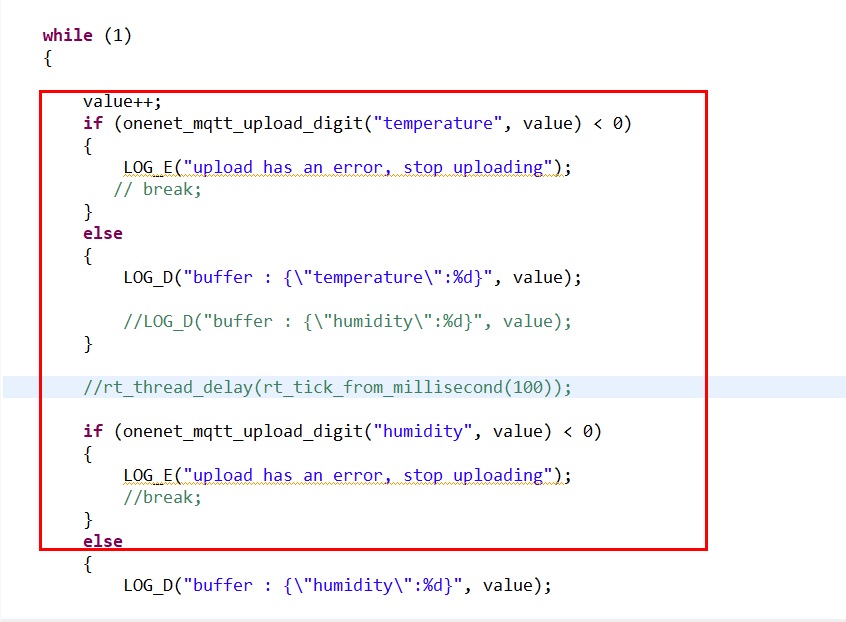 while (1)
{
value++;
if (onenet_mqtt_upload_digit("temperature", value) < 0)
{
LOG_E("upload has an error, stop uploading");
// break;
}
else
{
LOG_D("buffer : {\"temperature\":%d}", value);
//LOG_D("buffer : {\"humidity\":%d}", value);
}
//rt_thread_delay(rt_tick_from_millisecond(100));
if (onenet_mqtt_upload_digit("humidity", value) < 0)
{
LOG_E("upload has an error, stop uploading");
//break;
}
else
{
LOG_D("buffer : {\"humidity\":%d}", value);